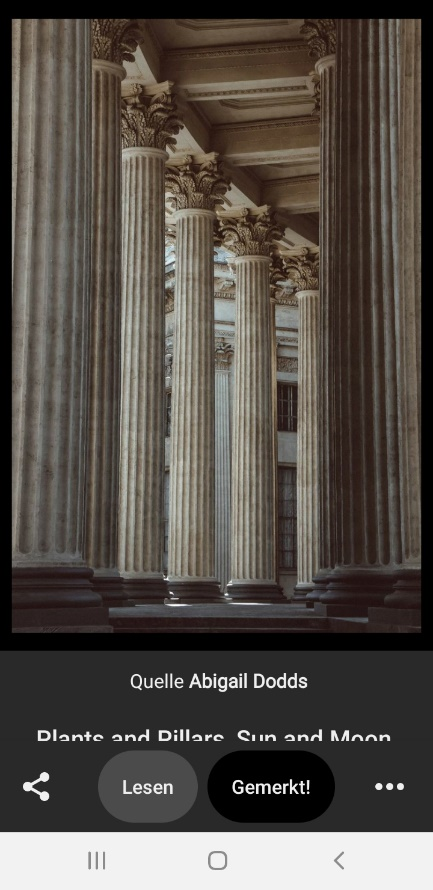 Quelle Abigail Dodds
Plants and Pillars, Sun and Moon
Lesen
Gemerkt!